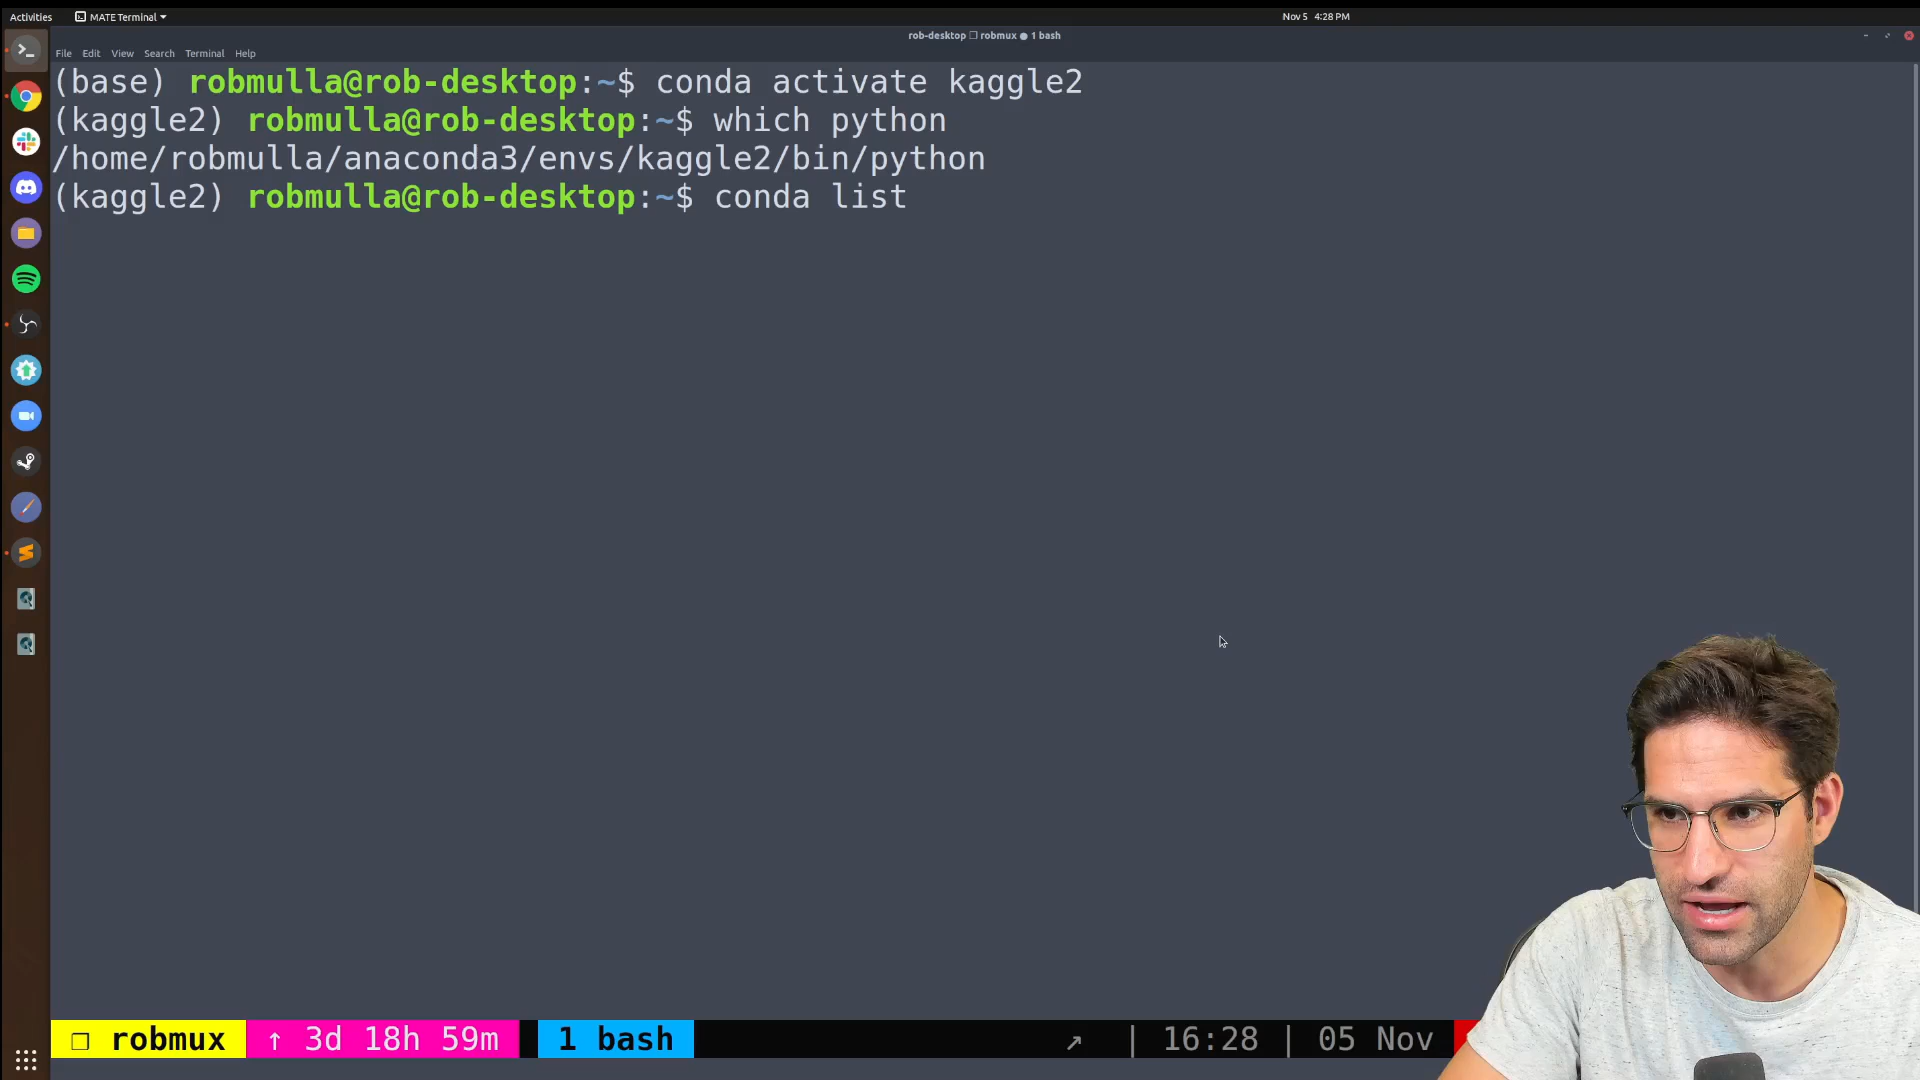 Activities MATE Terminal Nov 5 4:28 PM
rob-desktop ❐ robmux ● 1 bash
File Edit View Search Terminal Help
(base) robmulla@rob-desktop:~$ conda activate kaggle2
(kaggle2) robmulla@rob-desktop:~$ which python
/home/robmulla/anaconda3/envs/kaggle2/bin/python
(kaggle2) robmulla@rob-desktop:~$ conda list
❐ robmux ↑ 3d 18h 59m 1 bash ↗ | 16:28 | 05 Nov